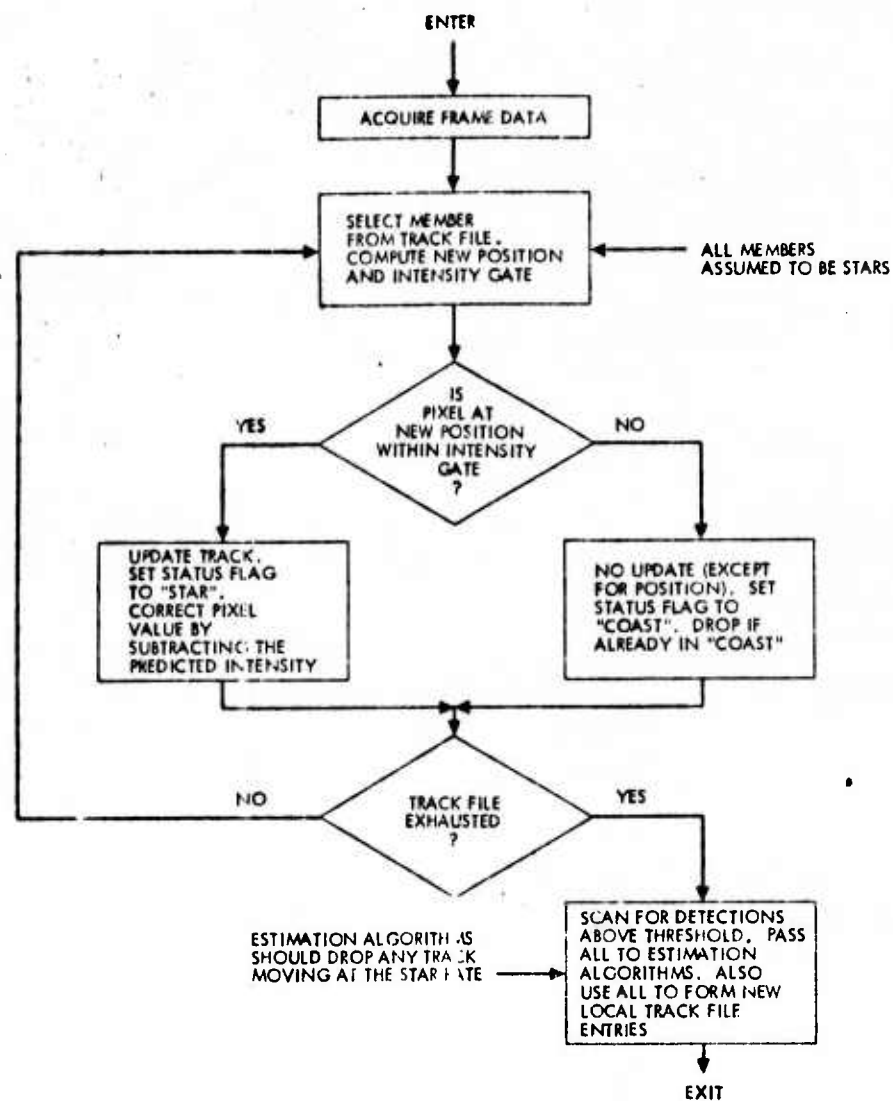 ENTER
ACQUIRE FRAME DATA
SELECT MEMBER
FROM TRACK FILE.
COMPUTE NEW POSITION
AND INTENSITY GATE
ALL MEMBERS
ASSUMED TO BE STARS
IS
PIXEL AT
NEW POSITION
WITHIN INTENSITY
GATE
?
YES
NO
UPDATE TRACK.
SET STATUS FLAG
TO "STAR".
CORRECT PIXEL
VALUE BY
SUBTRACTING THE
PREDICTED INTENSITY
NO UPDATE (EXCEPT
FOR POSITION). SET
STATUS FLAG TO
"COAST". DROP IF
ALREADY IN "COAST"
TRACK FILE
EXHAUSTED
?
NO
YES
ESTIMATION ALGORITHMS
SHOULD DROP ANY TRACK
MOVING AT THE STAR RATE
SCAN FOR DETECTIONS
ABOVE THRESHOLD. PASS
ALL TO ESTIMATION
ALGORITHMS. ALSO
USE ALL TO FORM NEW
LOCAL TRACK FILE
ENTRIES
EXIT